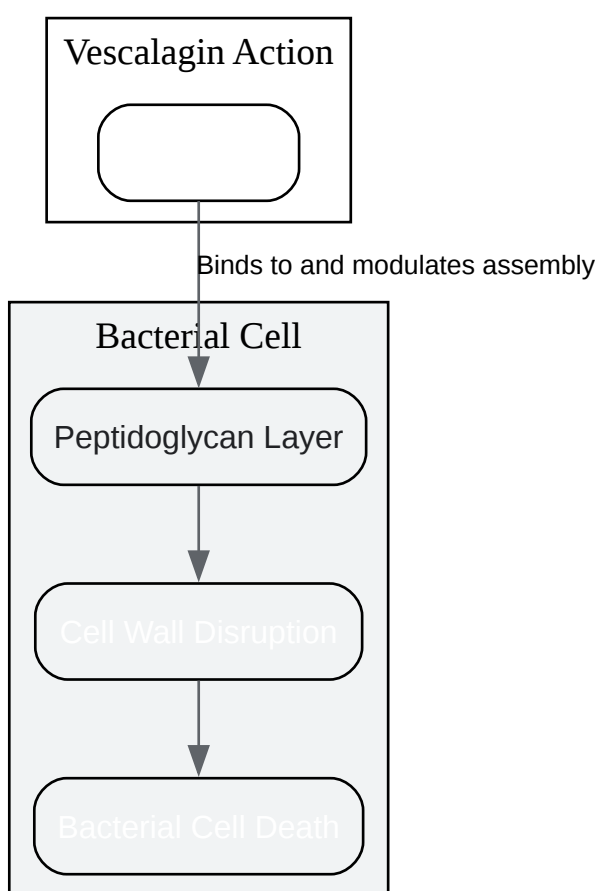 Vescalagin Action
Binds to and modulates assembly
Bacterial Cell
Peptidoglycan Layer
Cell Wall Disruption
Bacterial Cell Death